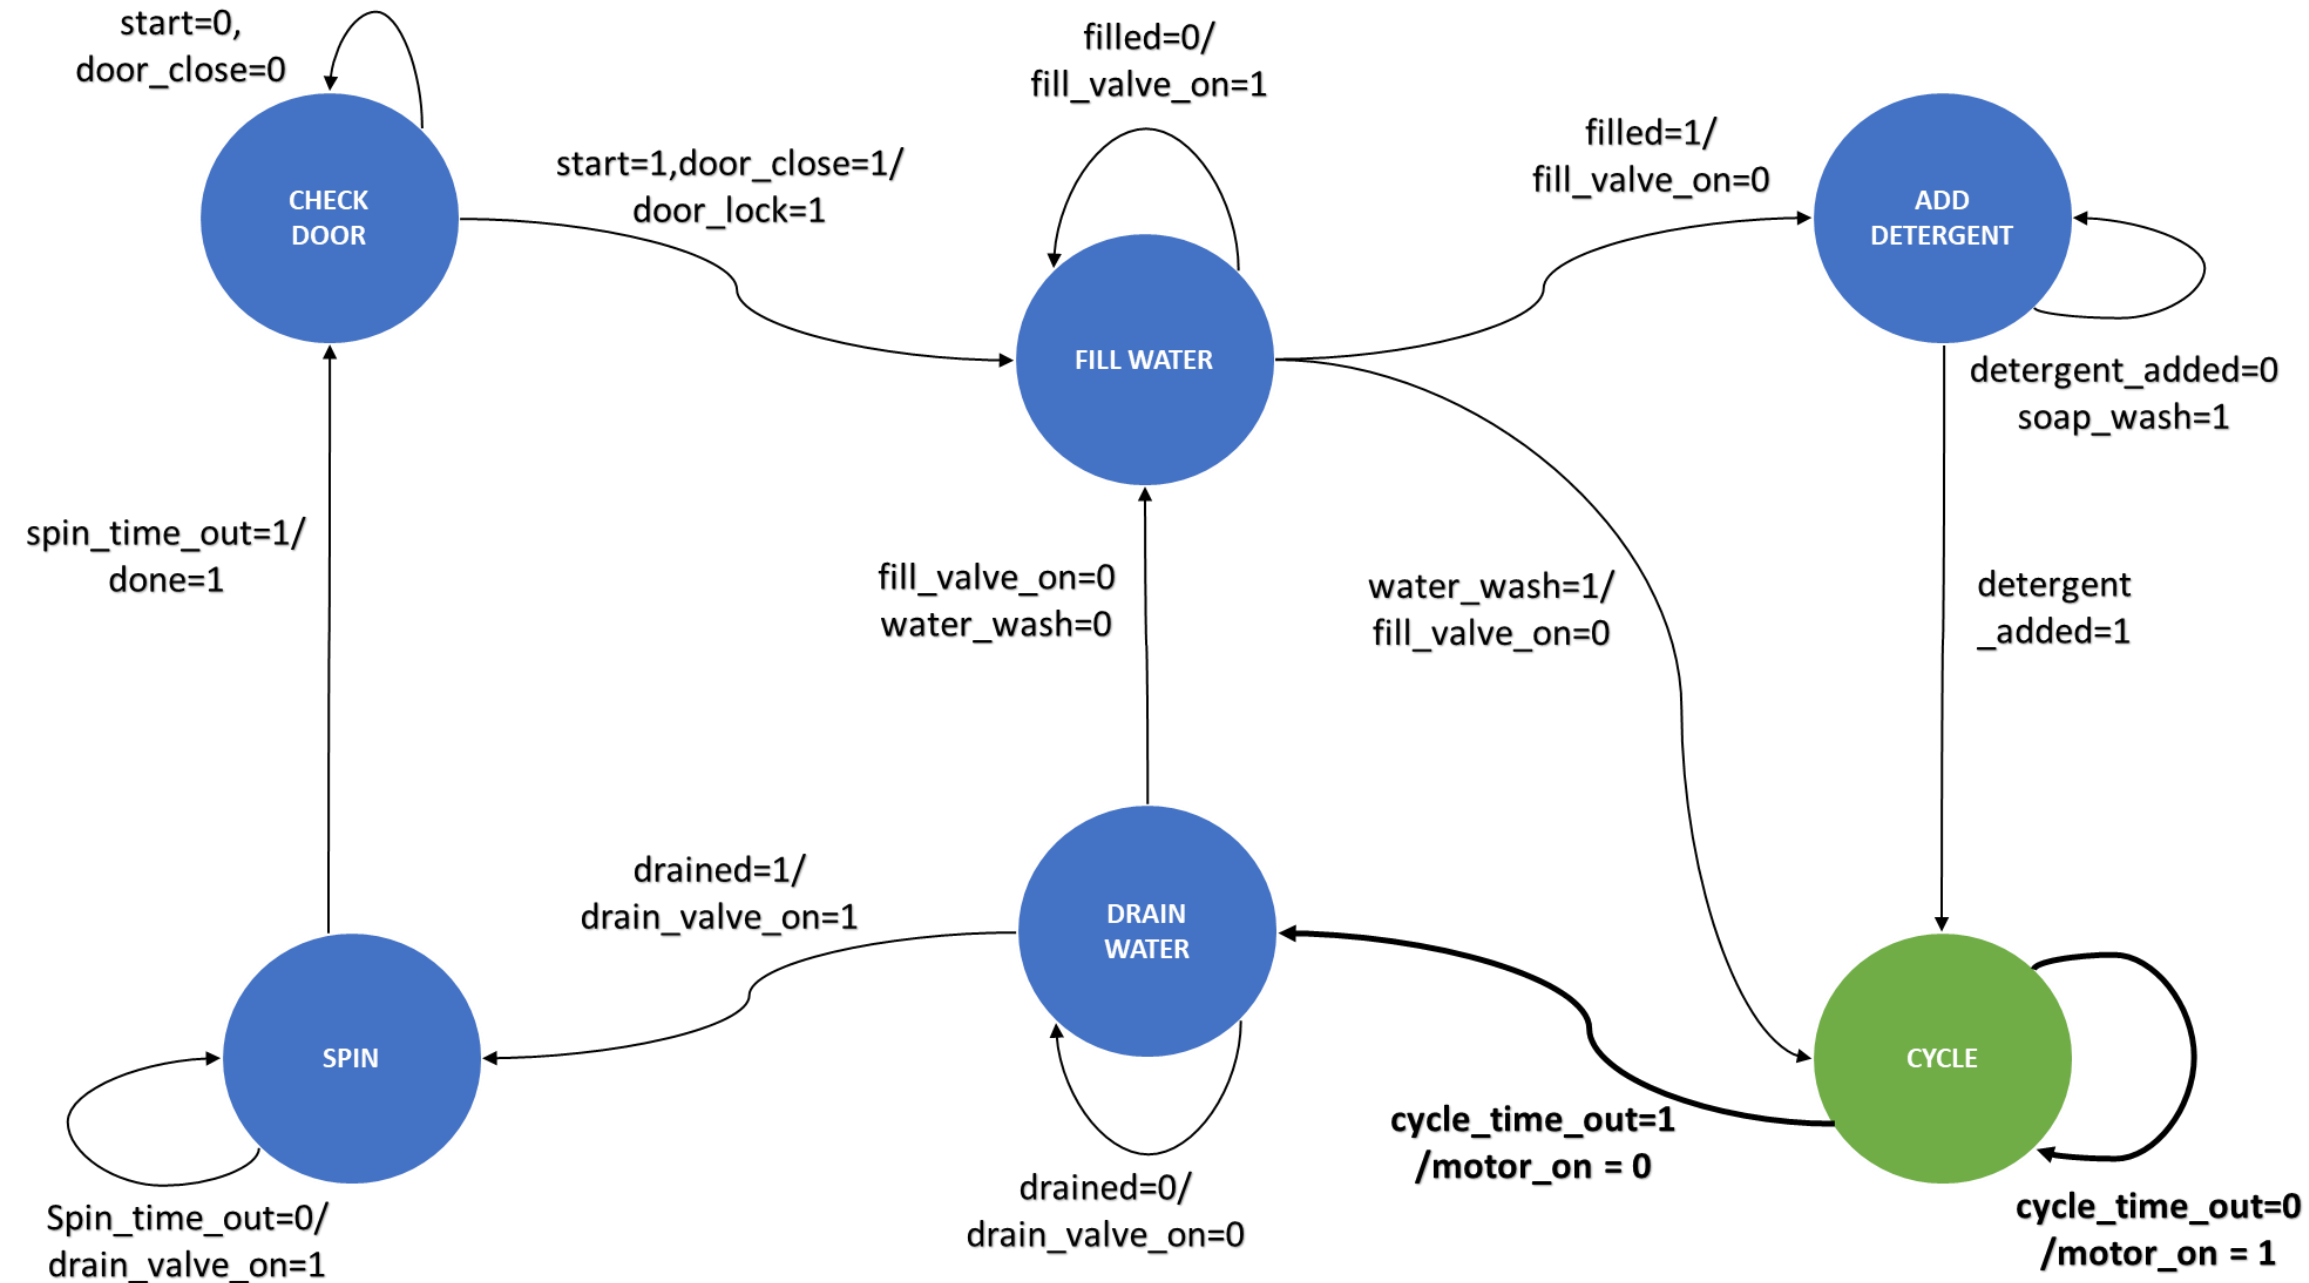 start=0,
door_close=0
filled=0/
fill_valve_on=1
filled=1/
fill_valve_on=0
start=1,door_close=1/
door_lock=1
CHECK
DOOR
ADD
DETERGENT
FILL WATER
detergent_added=0
soap_wash=1
spin_time_out=1/
done=1
fill_valve_on=0
water_wash=0
water_wash=1/
fill_valve_on=0
detergent
_added=1
drained=1/
drain_valve_on=1
DRAIN
WATER
SPIN
CYCLE
cycle_time_out=1
/motor_on = 0
drained=0/
drain_valve_on=0
Spin_time_out=0/
drain_valve_on=1
cycle_time_out=0
/motor_on = 1